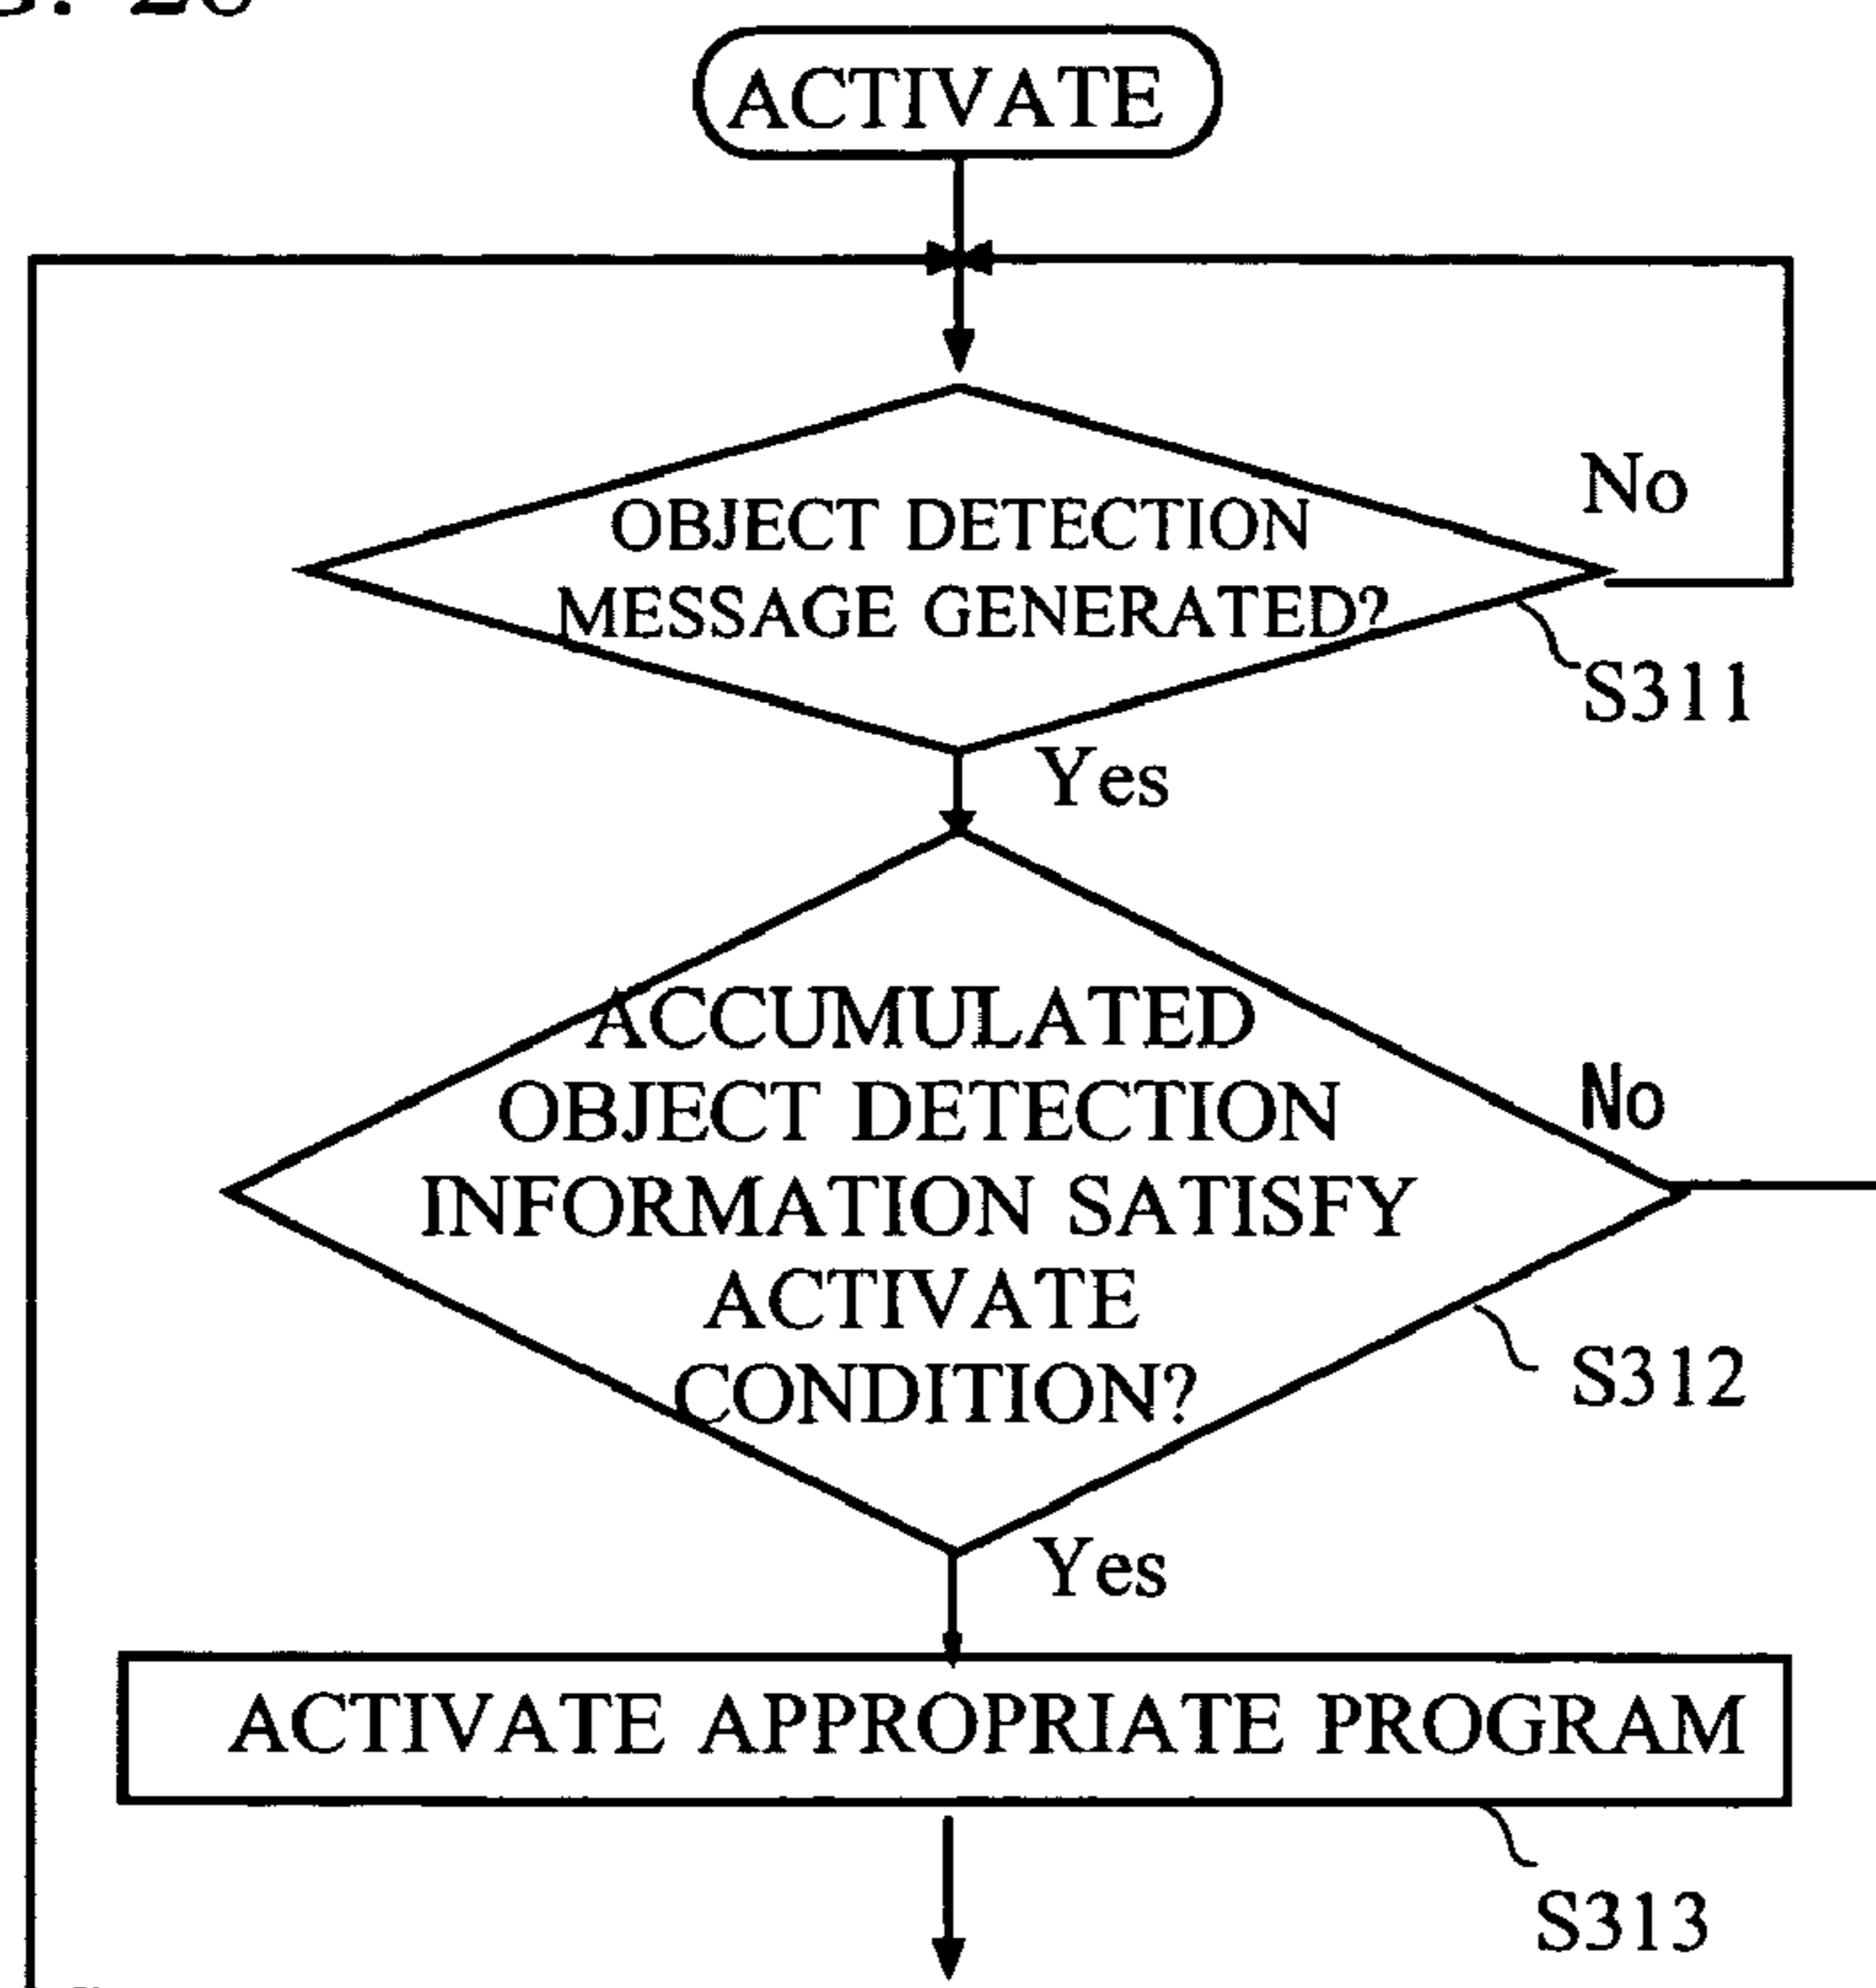 ACTIVATE
OBJECT DETECTION
MESSAGE GENERATED?
No
S311
Yes
ACCUMULATED
OBJECT DETECTION
INFORMATION SATISFY
ACTIVATE
CONDITION?
No
S312
Yes
ACTIVATE APPROPRIATE PROGRAM
S313